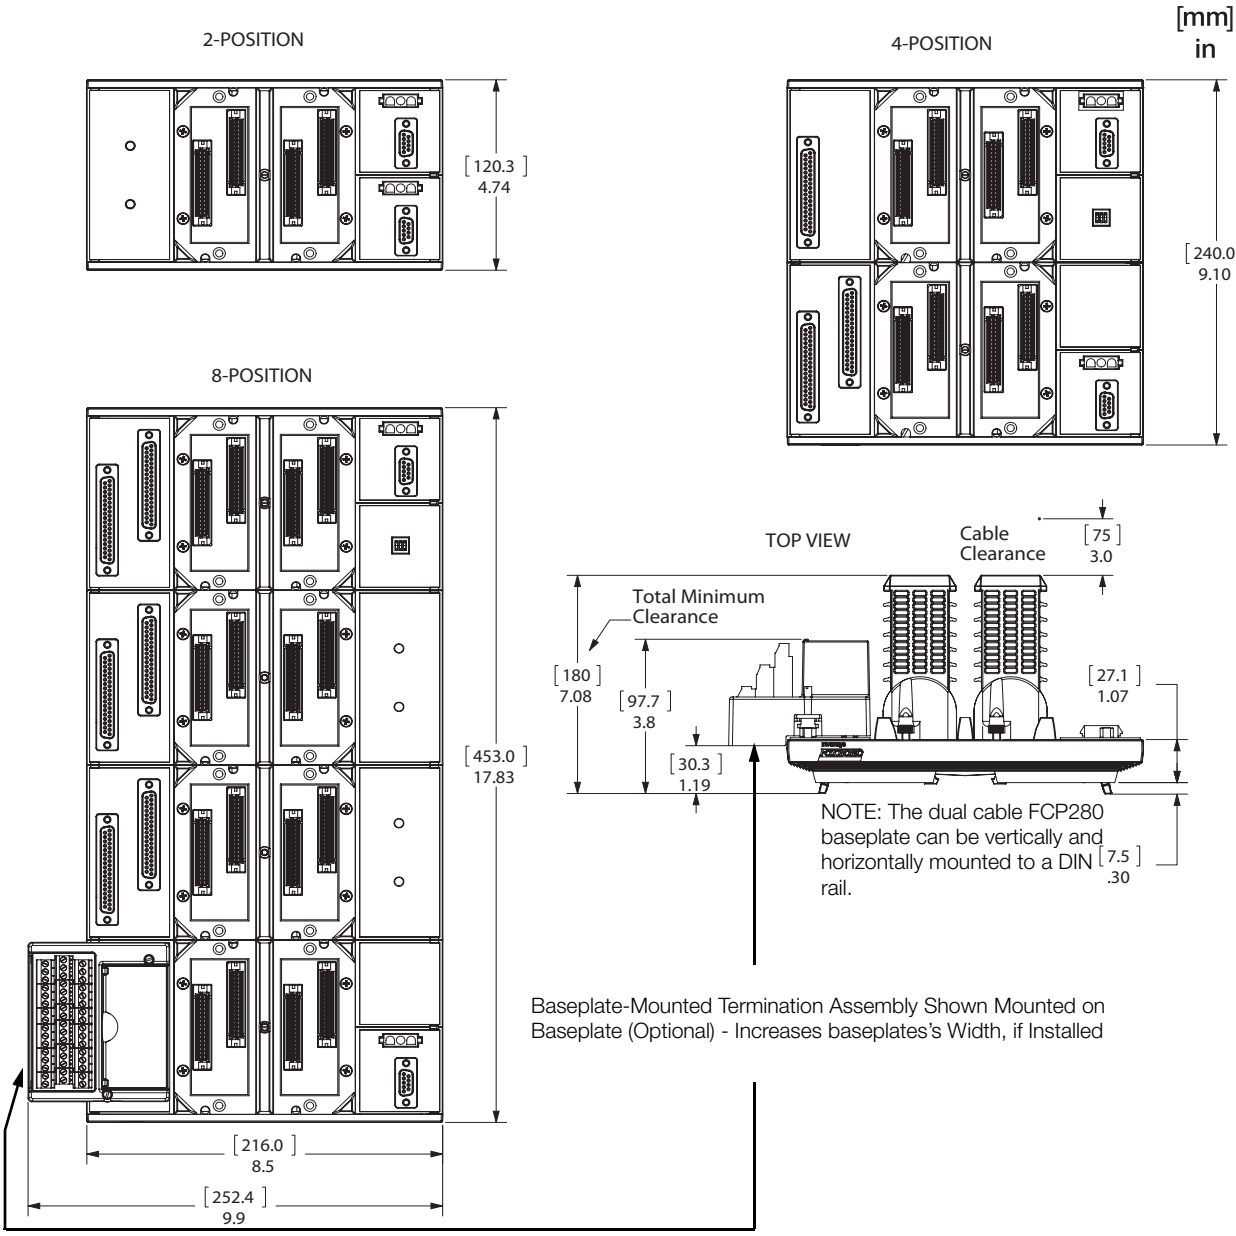 [mm]
in
2-POSITION
4-POSITION
[120.3]
4.74
[240.0
9.10
8-POSITION
[453.0]
17.83
TOP VIEW
Cable
Clearance
[75]
3.0
Total Minimum
Clearance
[180]
7.08
[97.7]
3.8
[30.3]
1.19
[27.1]
1.07
[7.5]
.30
NOTE: The dual cable FCP280
baseplate can be vertically and
horizontally mounted to a DIN
rail.
Baseplate-Mounted Termination Assembly Shown Mounted on
Baseplate (Optional) - Increases baseplates's Width, if Installed
[216.0]
8.5
[252.4]
9.9